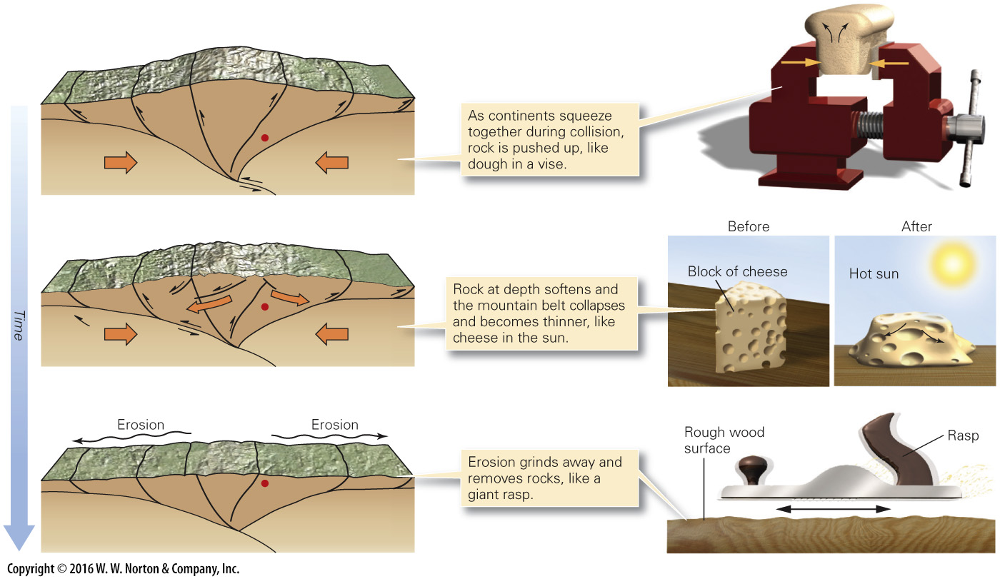 As continents squeeze
together during collision,
rock is pushed up, like
dough in a vise.
Time
Before
After
Block of cheese
Hot sun
Rock at depth softens and
the mountain belt collapses
and becomes thinner, like
cheese in the sun.
Erosion
Erosion
Erosion grinds away and
removes rocks, like a
giant rasp.
Rough wood
surface
Rasp
Copyright © 2016 W. W. Norton & Company, Inc.